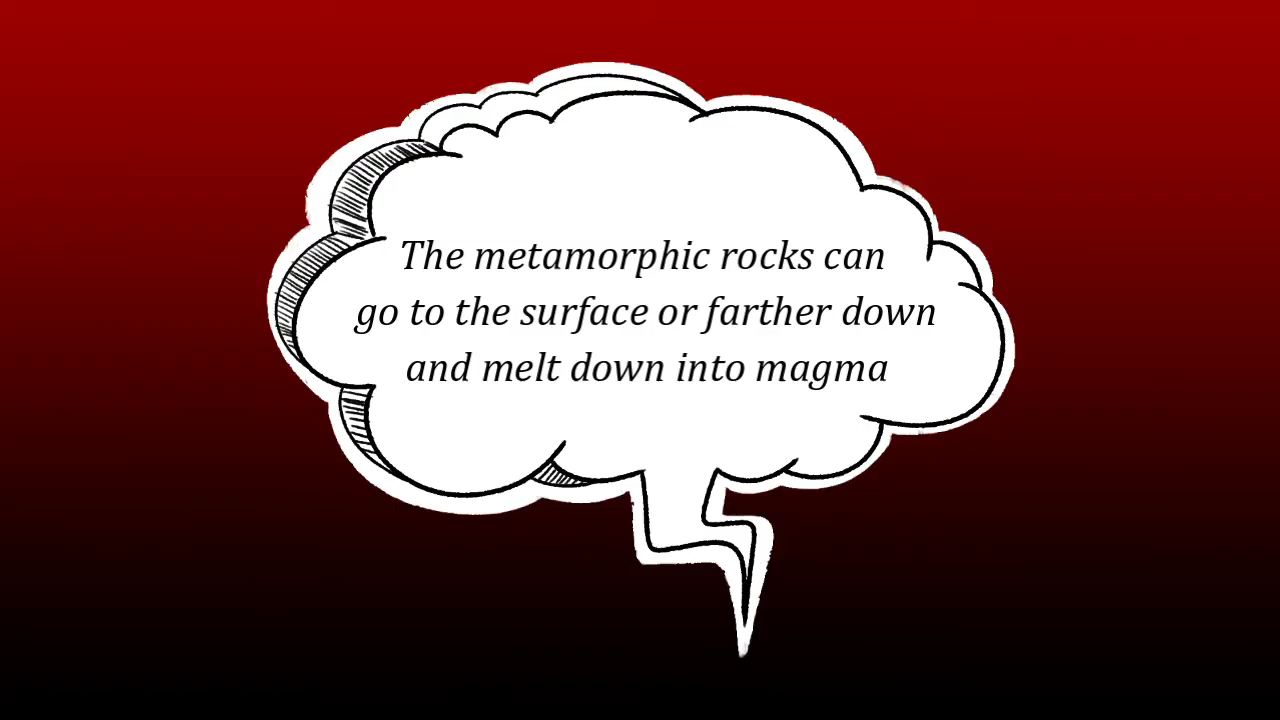 The metamorphic rocks can
go to the surface or farther down
and melt down into magma